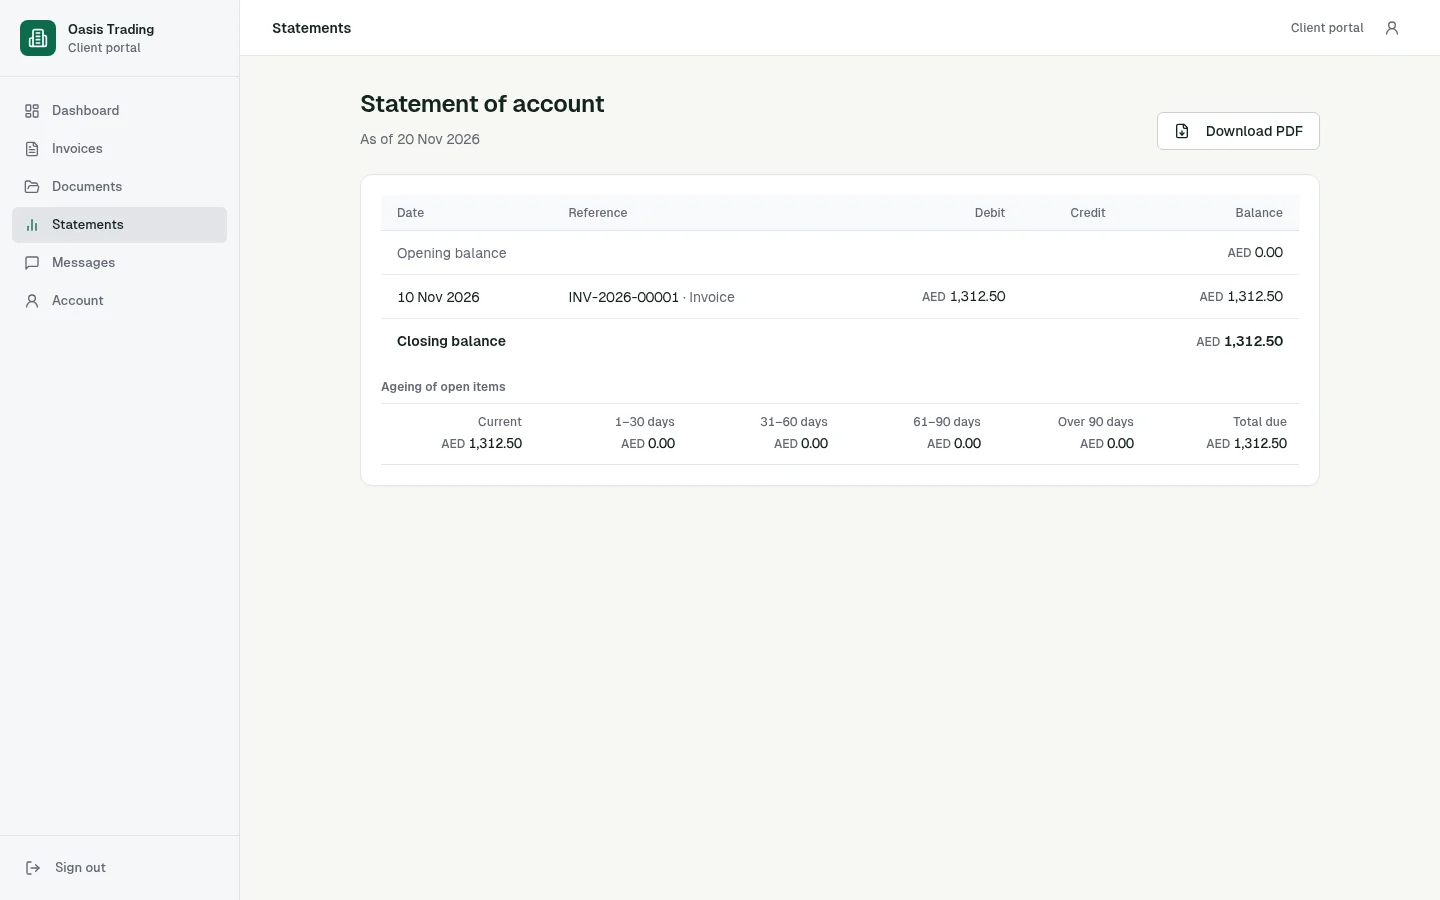 Oasis Trading
Client portal
Dashboard
Invoices
Documents
Statements
Messages
Account
Sign out
Statements
Client portal
Statement of account
As of 20 Nov 2026
Download PDF
Date Reference Debit Credit Balance
Opening balance AED 0.00
10 Nov 2026 INV-2026-00001 · Invoice AED 1,312.50 AED 1,312.50
Closing balance AED 1,312.50
Ageing of open items
Current 1–30 days 31–60 days 61–90 days Over 90 days Total due
AED 1,312.50 AED 0.00 AED 0.00 AED 0.00 AED 0.00 AED 1,312.50